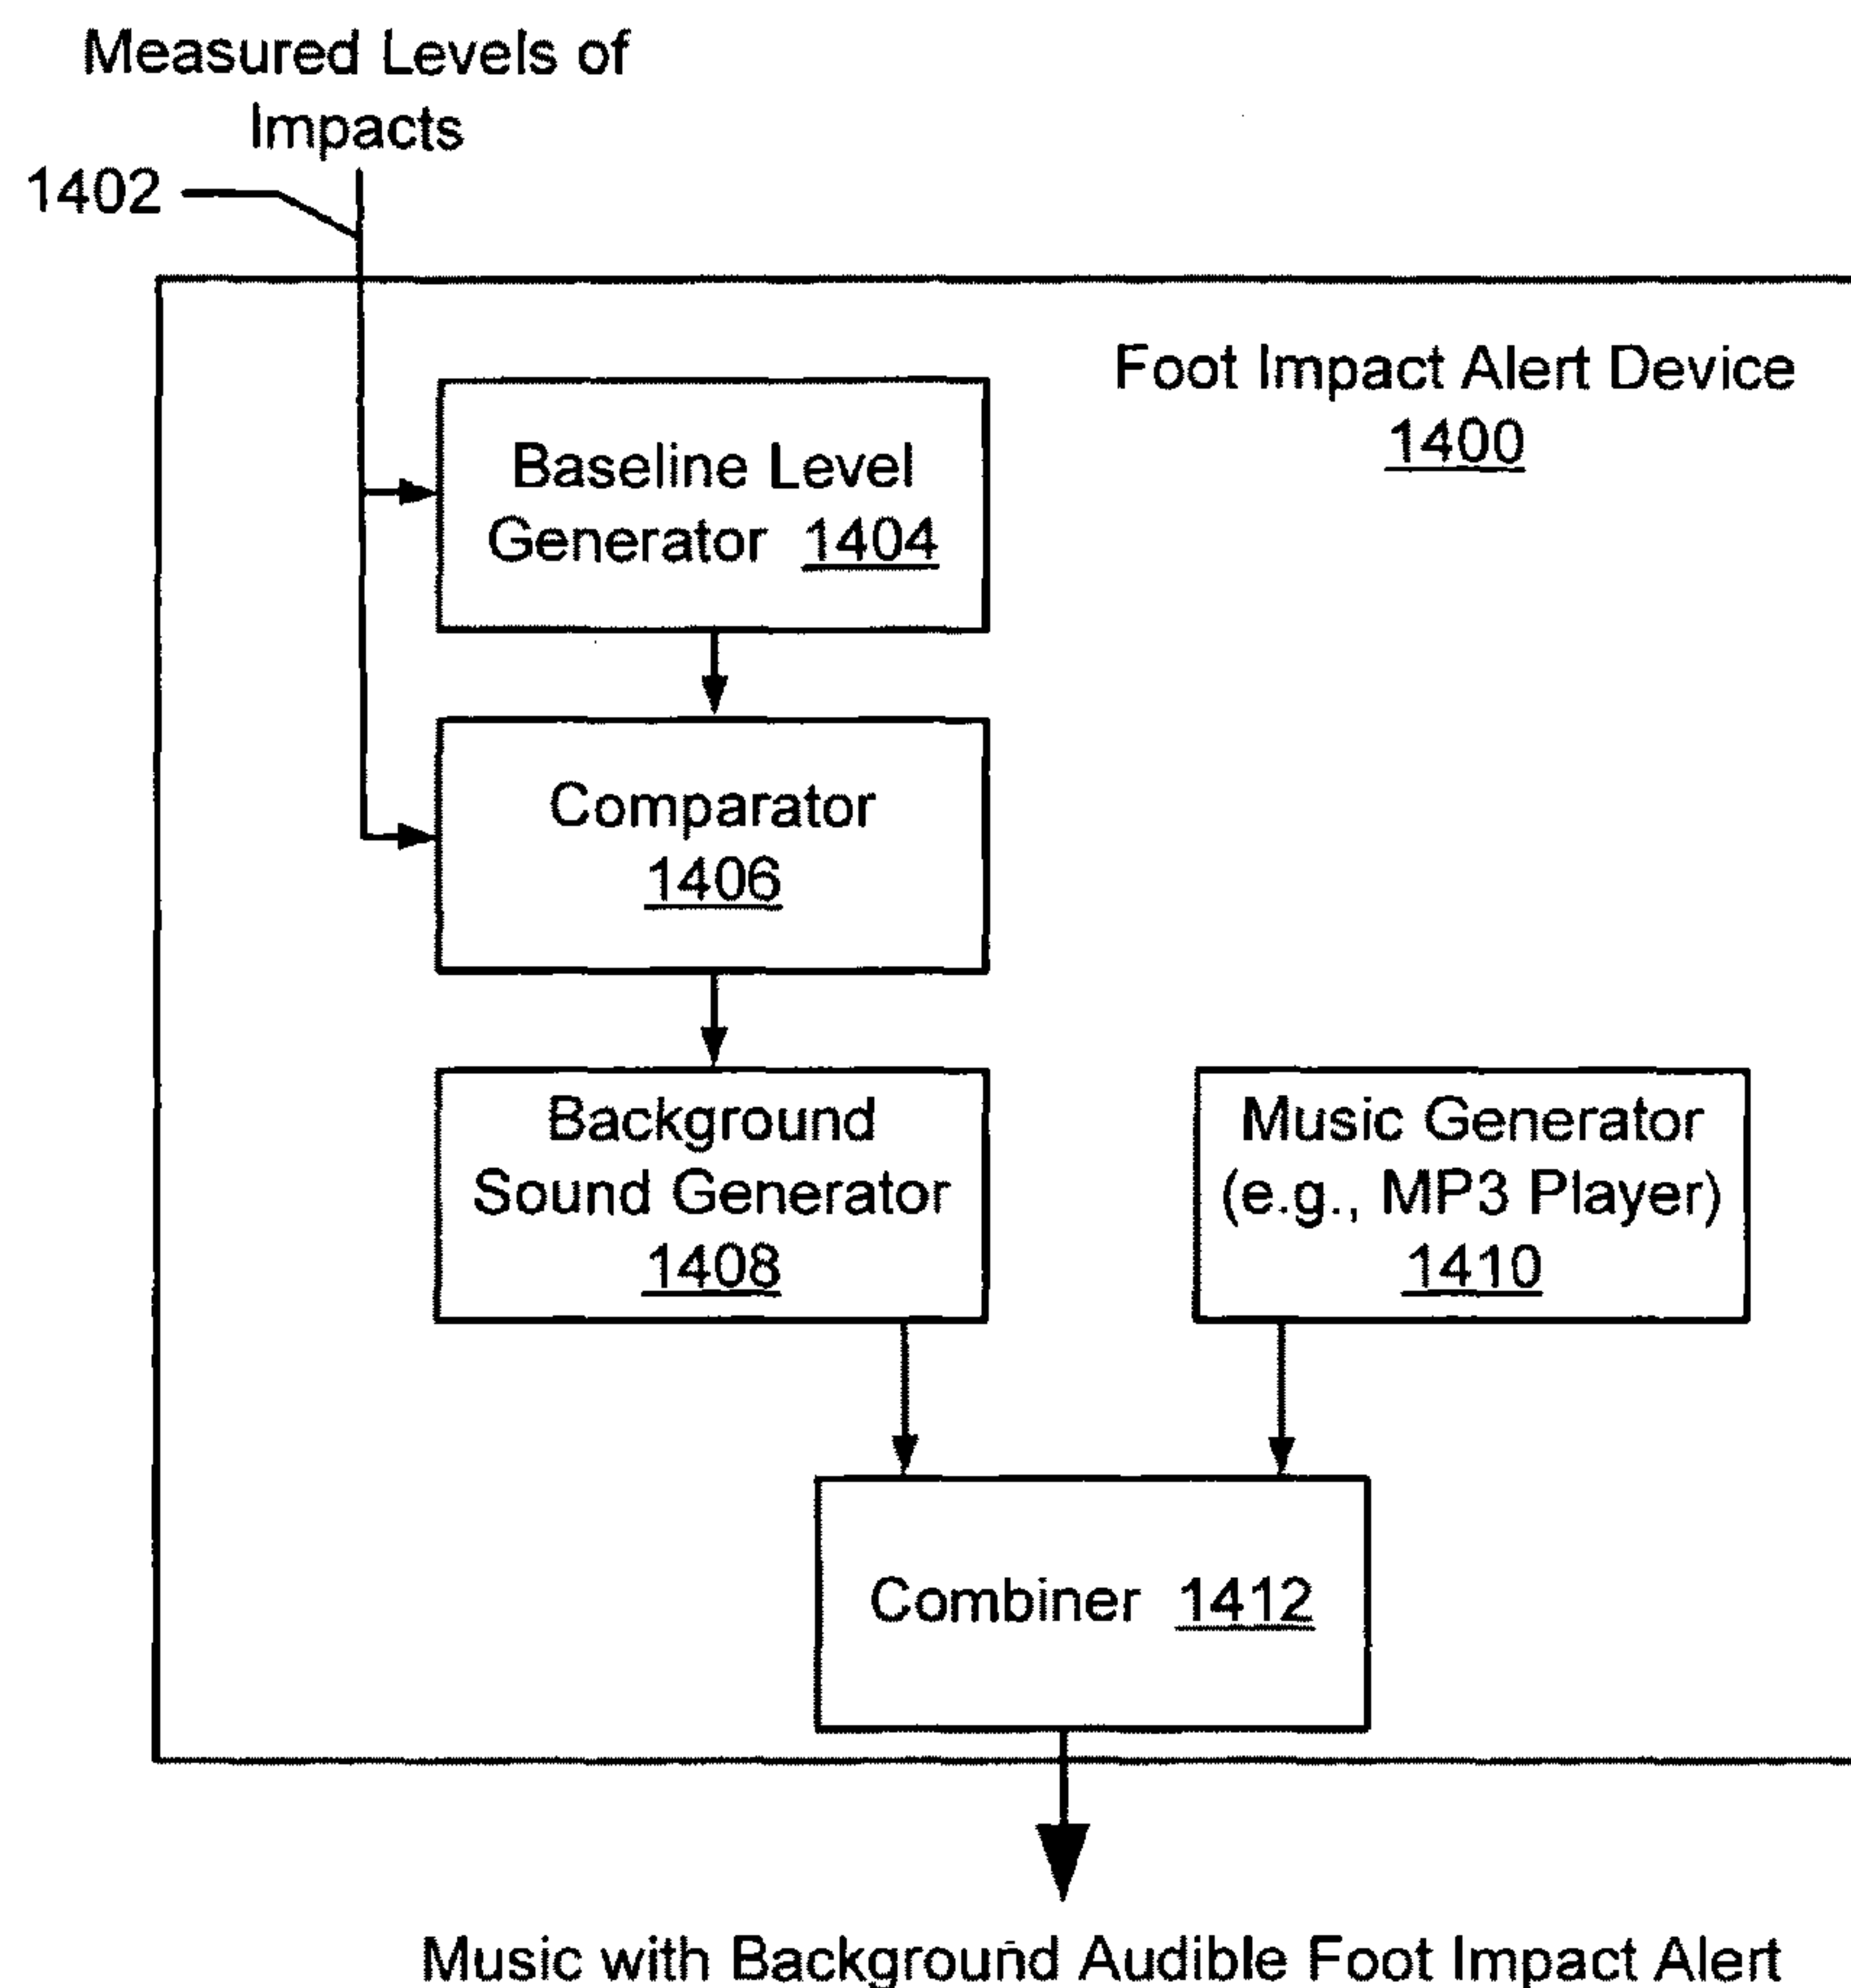 Measured Levels of
Impacts
1402
Foot Impact Alert Device
1400
Baseline Level
Generator 1404
Comparator
1406
Background
Sound Generator
1408
Music Generator
(e.g., MP3 Player)
1410
Combiner 1412
Music with Background Audible Foot Impact Alert